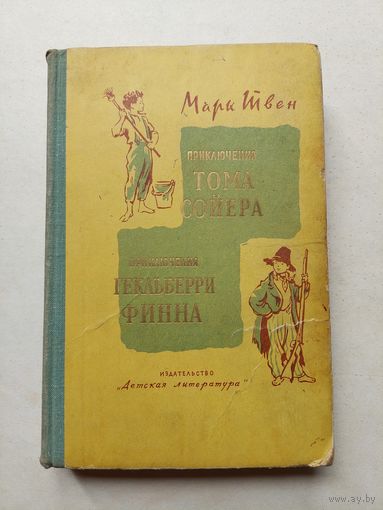 Марк Твен
ПРИКЛЮЧЕНИЯ
ТОМА
СОЙЕРА
ПРИКЛЮЧЕНИЯ
ГЕКЛЬБЕРРИ
ФИННА
ИЗДАТЕЛЬСТВО
„Детская литература"
www.ay.by